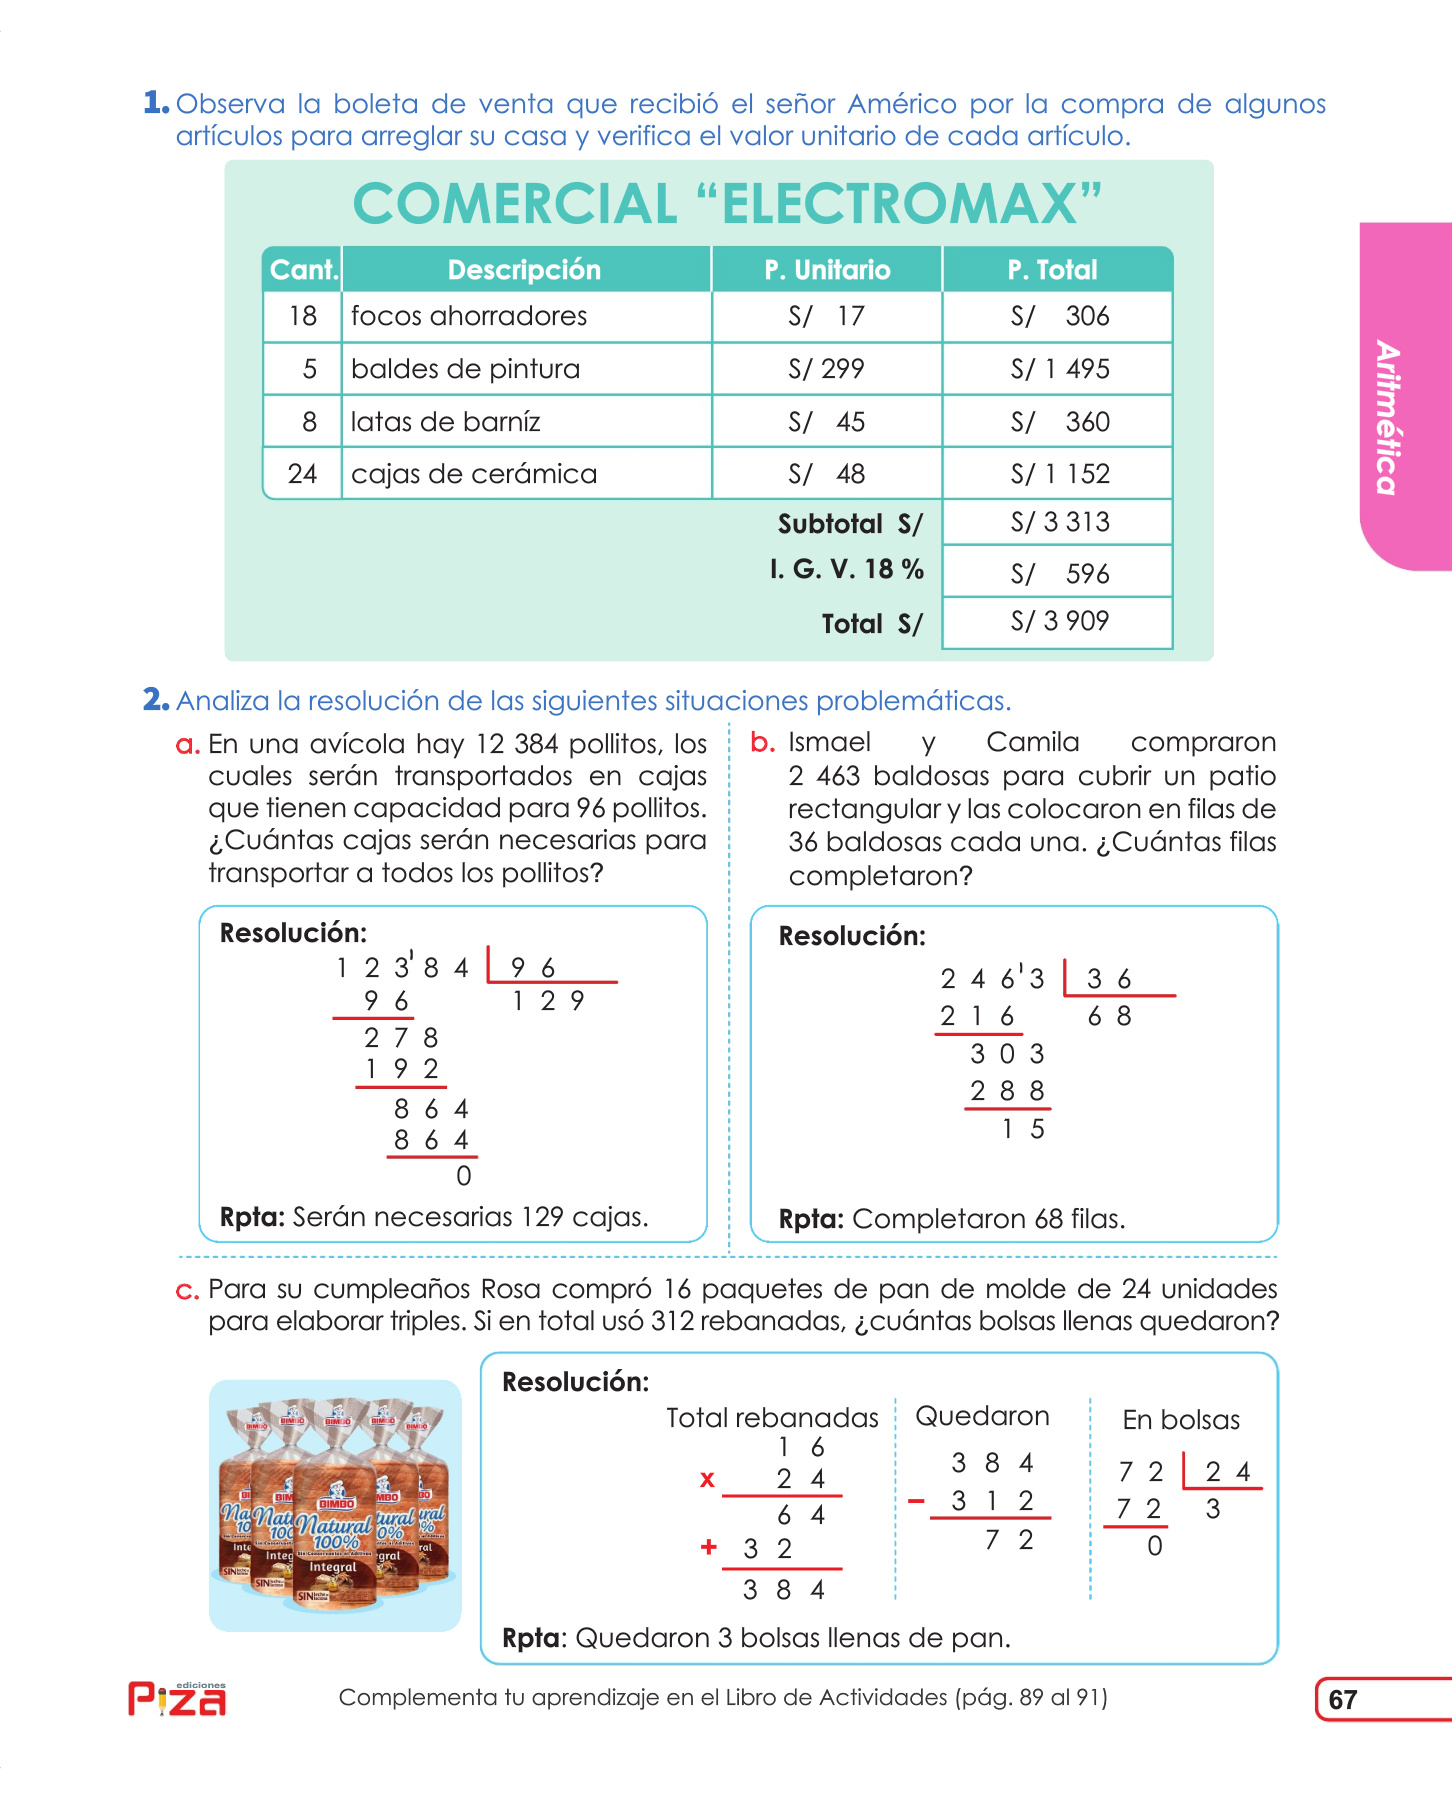 1. Observa la boleta de venta que recibió el señor Américo por la compra de algunos
artículos para arreglar su casa y verifica el valor unitario de cada artículo.
COMERCIAL “ELECTROMAX”
Cant. Descripción P. Unitario P. Total
18 focos ahorradores S/ 17 S/ 306
5 baldes de pintura S/ 299 S/ 1 495
8 latas de barníz S/ 45 S/ 360
24 cajas de cerámica S/ 48 S/ 1 152
Subtotal S/ S/ 3 313
I. G. V. 18 % S/ 596
Total S/ S/ 3 909
Aritmética
2. Analiza la resolución de las siguientes situaciones problemáticas.
a. En una avícola hay 12 384 pollitos, los
cuales serán transportados en cajas
que tienen capacidad para 96 pollitos.
¿Cuántas cajas serán necesarias para
transportar a todos los pollitos?
Resolución:
1 2 3' 8 4 9 6
9 6 1 2 9
2 7 8
1 9 2
8 6 4
8 6 4
0
Rpta: Serán necesarias 129 cajas.
b. Ismael y Camila compraron
2 463 baldosas para cubrir un patio
rectangular y las colocaron en filas de
36 baldosas cada una. ¿Cuántas filas
completaron?
Resolución:
2 4 6' 3 3 6
2 1 6 6 8
3 0 3
2 8 8
1 5
Rpta: Completaron 68 filas.
c. Para su cumpleaños Rosa compró 16 paquetes de pan de molde de 24 unidades
para elaborar triples. Si en total usó 312 rebanadas, ¿cuántas bolsas llenas quedaron?
BIMBO
Natural
100%
Integral
SIN
Resolución:
Total rebanadas
1 6
x 2 4
6 4
+ 3 2
3 8 4
Quedaron
3 8 4
− 3 1 2
7 2
En bolsas
7 2 2 4
7 2 3
0
Rpta: Quedaron 3 bolsas llenas de pan.
ediciones
Piza
Complementa tu aprendizaje en el Libro de Actividades (pág. 89 al 91)
67